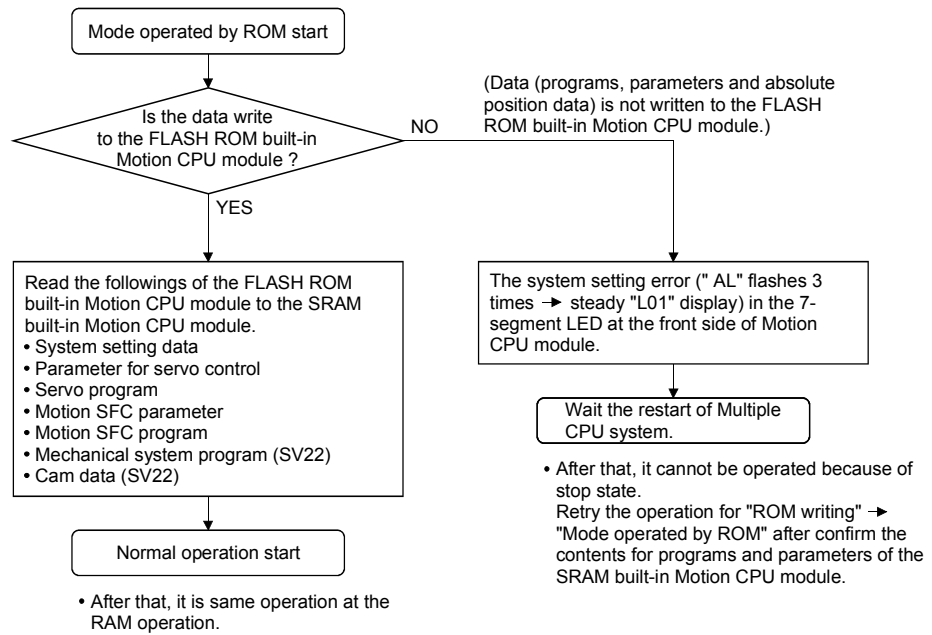 Mode operated by ROM start
(Data (programs, parameters and absolute
position data) is not written to the FLASH
ROM built-in Motion CPU module.)
Is the data write
to the FLASH ROM built-in
Motion CPU module ?
NO
YES
Read the followings of the FLASH ROM
built-in Motion CPU module to the SRAM
built-in Motion CPU module.
• System setting data
• Parameter for servo control
• Servo program
• Motion SFC parameter
• Motion SFC program
• Mechanical system program (SV22)
• Cam data (SV22)
The system setting error (" AL" flashes 3
times → steady "L01" display) in the 7-
segment LED at the front side of Motion
CPU module.
Wait the restart of Multiple
CPU system.
• After that, it cannot be operated because of
stop state.
Retry the operation for "ROM writing" →
"Mode operated by ROM" after confirm the
contents for programs and parameters of the
SRAM built-in Motion CPU module.
Normal operation start
• After that, it is same operation at the
RAM operation.